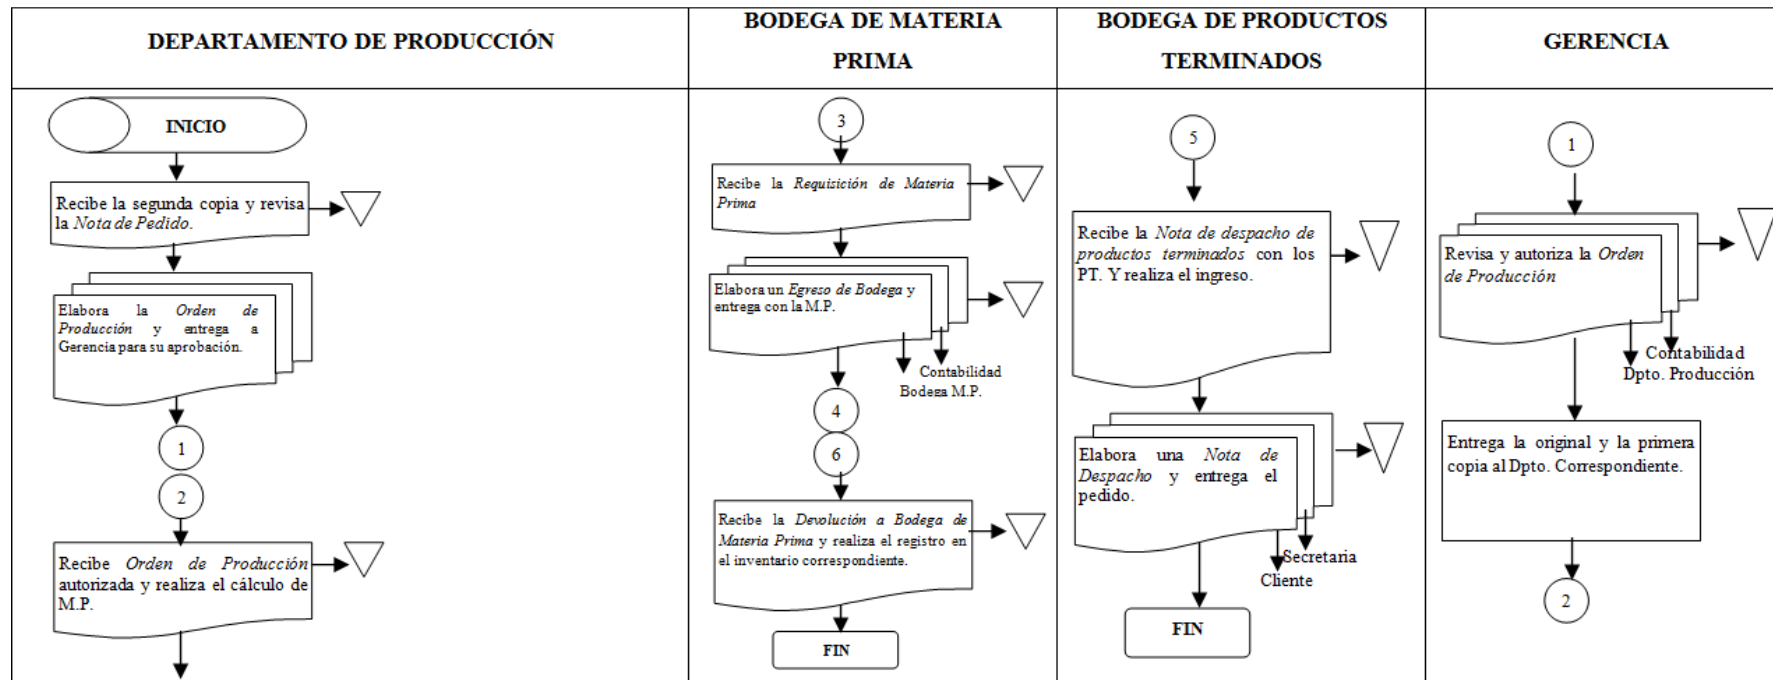 DEPARTAMENTO DE PRODUCCIÓN
BODEGA DE MATERIA
PRIMA
BODEGA DE PRODUCTOS
TERMINADOS
GERENCIA
INICIO
Recibe la segunda copia y revisa
la Nota de Pedido.
Elabora la Orden de
Producción y entrega a
Gerencia para su aprobación.
1
2
Recibe Orden de Producción
autorizada y realiza el cálculo de
M.P.
3
Recibe la Requisición de Materia
Prima
Elabora un Egreso de Bodega y
entrega con la M.P.
Contabilidad
Bodega M.P.
4
6
Recibe la Devolución a Bodega de
Materia Prima y realiza el registro en
el inventario correspondiente.
FIN
5
Recibe la Nota de despacho de
productos terminados con los
PT. Y realiza el ingreso.
Elabora una Nota de
Despacho y entrega el
pedido.
Secretaria
Cliente
FIN
1
Revisa y autoriza la Orden
de Producción
Contabilidad
Dpto. Producción
Entrega la original y la primera
copia al Dpto. Correspondiente.
2